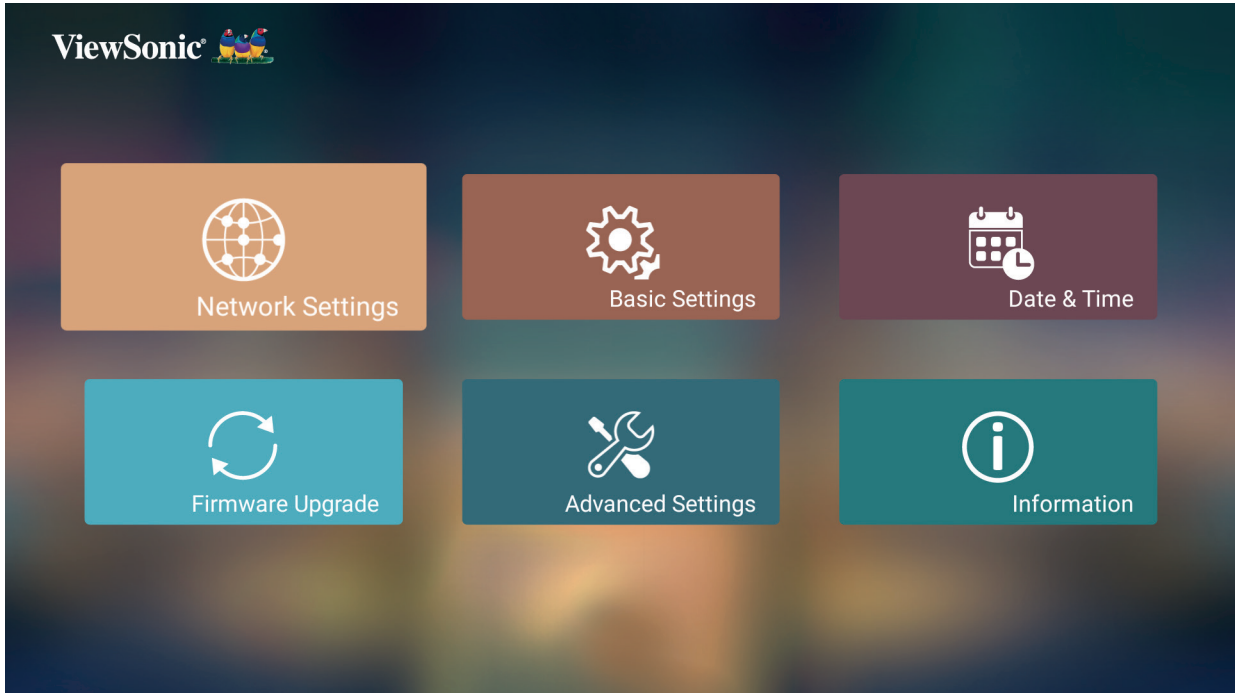 ViewSonic®
Network Settings
Basic Settings
Date & Time
Firmware Upgrade
Advanced Settings
Information